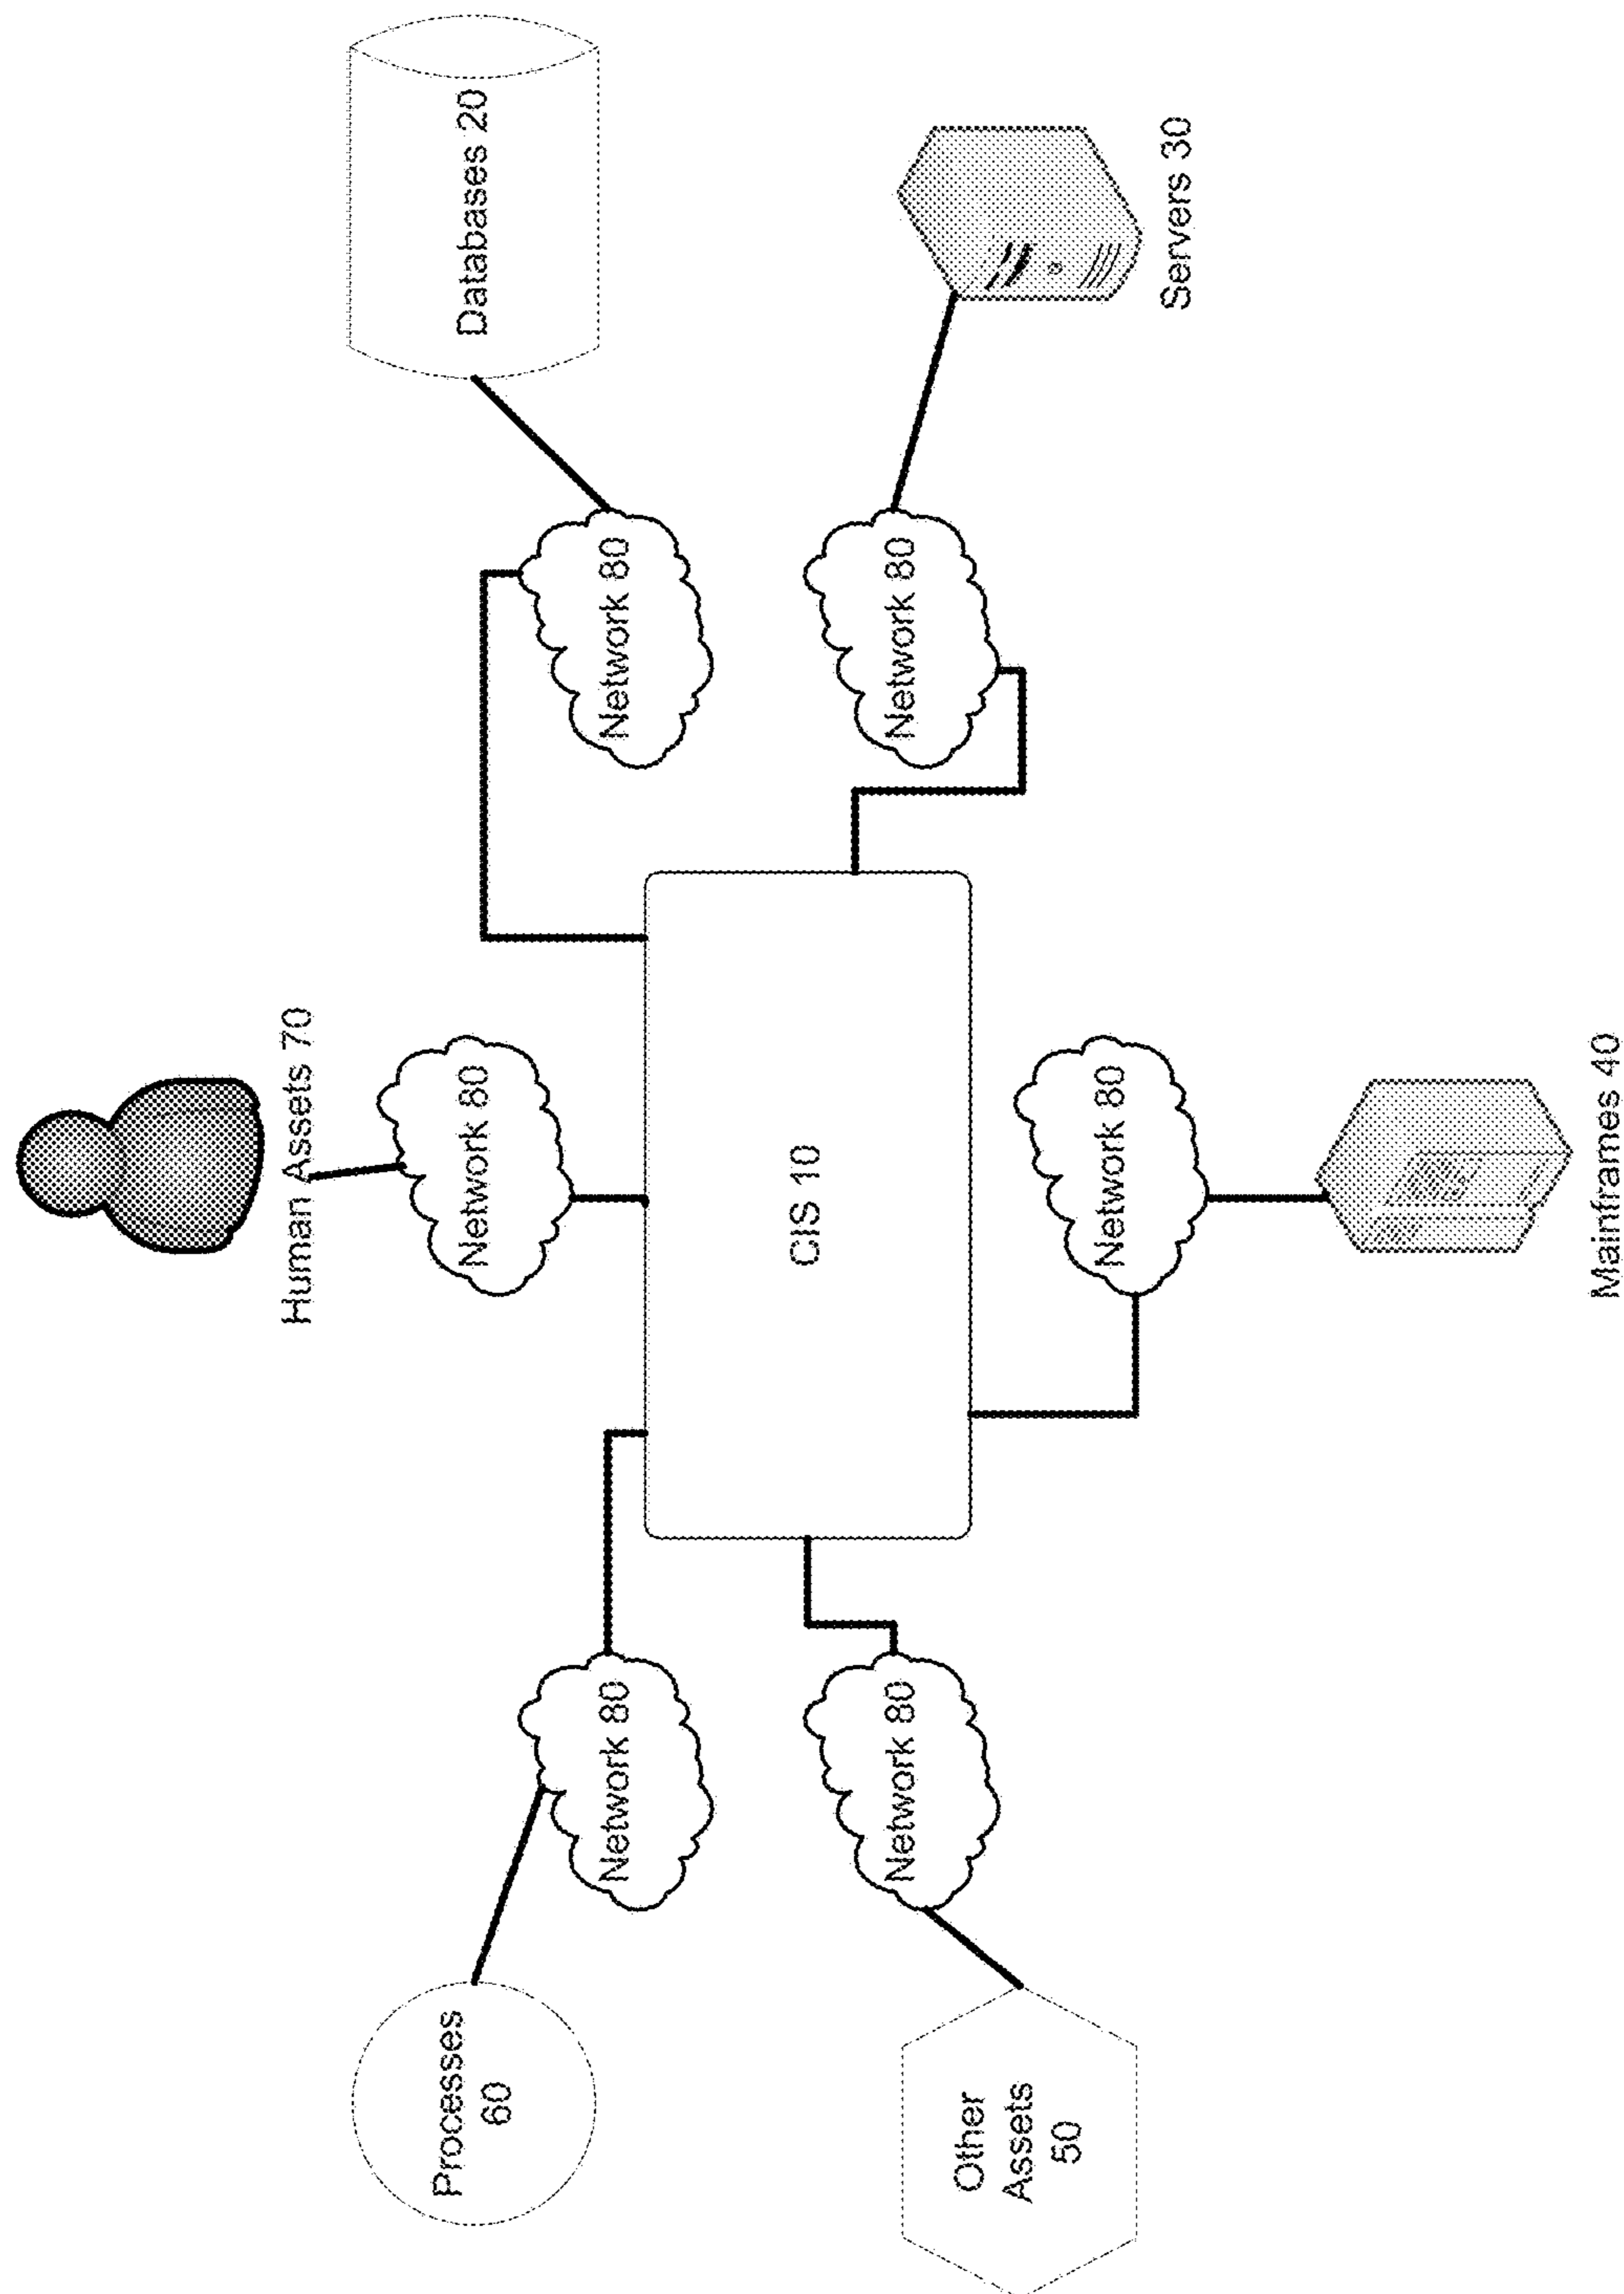 Human Assets 70
Processes
60
Network 80
Network 80
Network 80
Databases 20
CIS 10
Other
Assets
50
Network 80
Network 80
Network 80
Servers 30
Mainframes 40